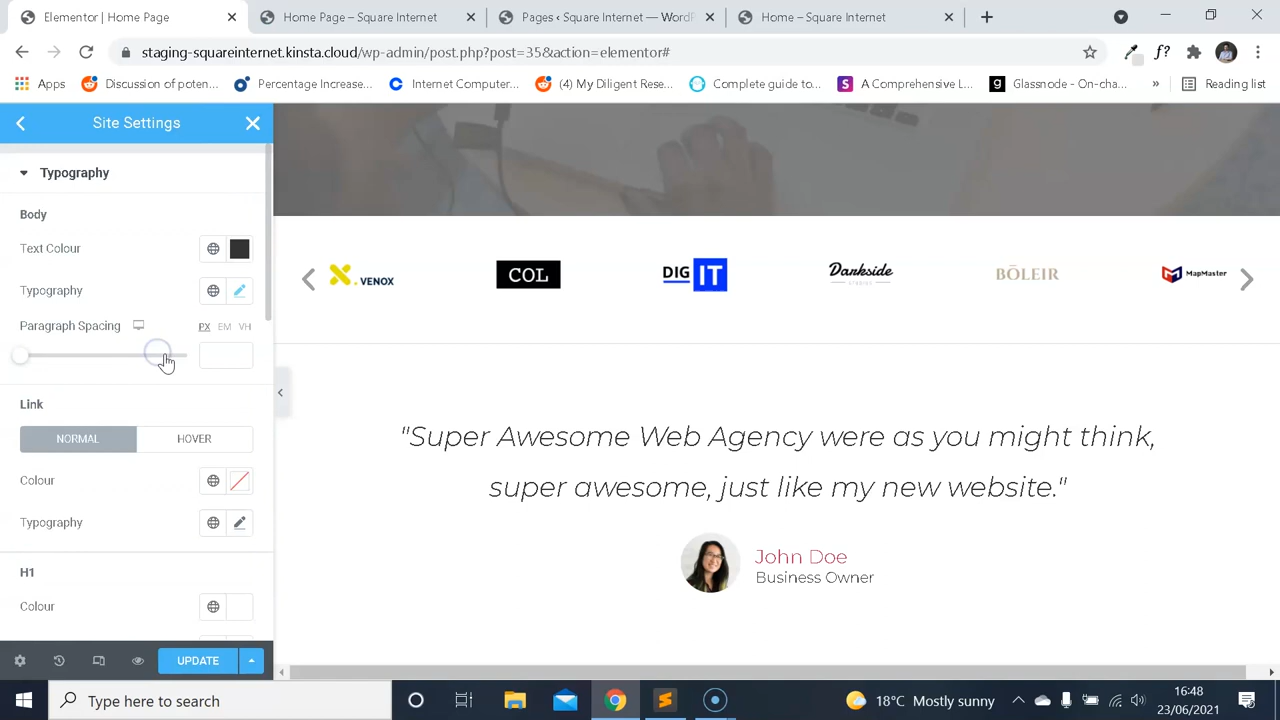 Elementor | Home Page
Home Page – Square Internet
Pages ‹ Square Internet — WordP
Home – Square Internet
staging-squareinternet.kinsta.cloud/wp-admin/post.php?post=35&action=elementor#
f?
Apps
Discussion of poten...
Percentage Increase...
Internet Computer...
(4) My Diligent Rese...
Complete guide to...
A Comprehensive L...
Glassnode - On-cha...
»
Reading list
Site Settings
Typography
Body
Text Colour
Typography
Paragraph Spacing
PX EM VH
Link
NORMAL
HOVER
Colour
Typography
H1
Colour
UPDATE
X.VENOX
COL
DIG IT
Darkside
STUDIOS
BŌLEIR
MapMaster
"Super Awesome Web Agency were as you might think,
super awesome, just like my new website."
John Doe
Business Owner
Type here to search
18°C Mostly sunny
16:48
23/06/2021